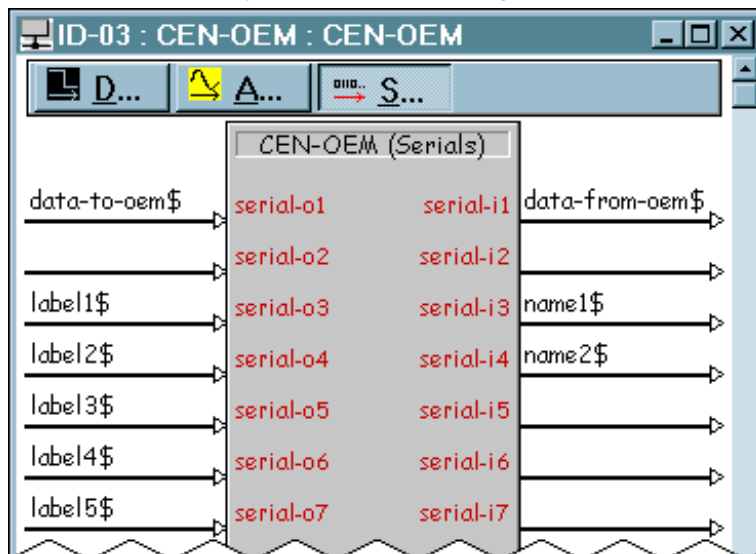 ID-03 : CEN-OEM : CEN-OEM
D... A... S...
CEN-OEM (Serials)
data-to-oem$ serial-o1 serial-i1 data-from-oem$
serial-o2 serial-i2
label1$ serial-o3 serial-i3 name1$
label2$ serial-o4 serial-i4 name2$
label3$ serial-o5 serial-i5
label4$ serial-o6 serial-i6
label5$ serial-o7 serial-i7